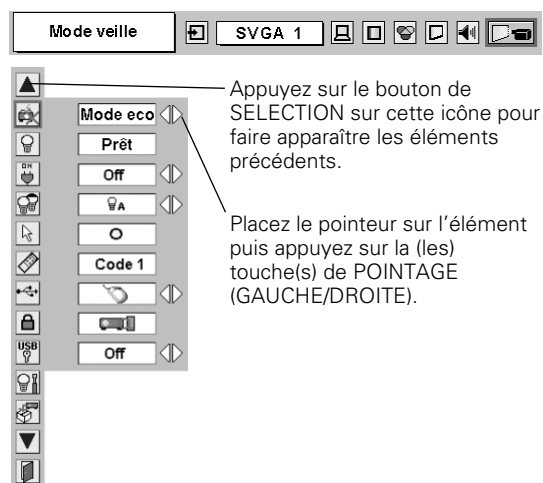 Mode veille
SVGA 1
Appuyez sur le bouton de
SELECTION sur cette icône pour
faire apparaître les éléments
précédents.
Mode eco
Prêt
ON
Off
A
Placez le pointeur sur l'élément
puis appuyez sur la (les)
touche(s) de POINTAGE
(GAUCHE/DROITE).
Code 1
USB
Off